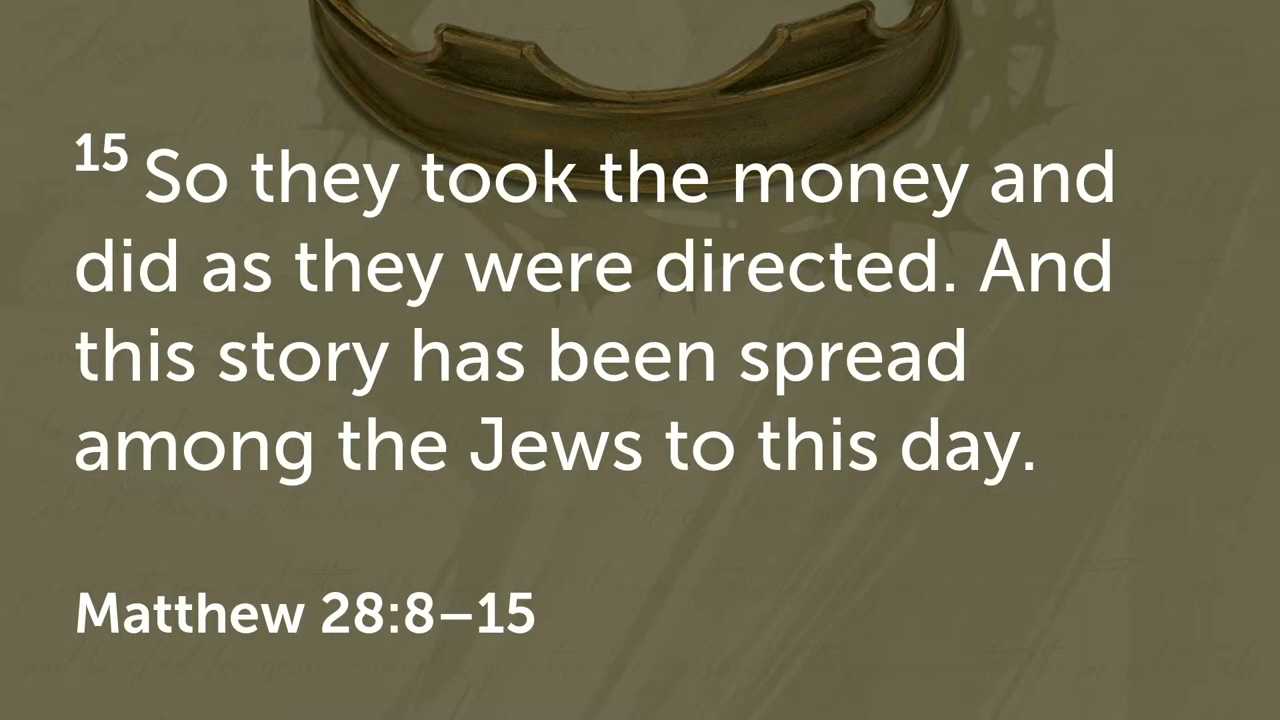 15 So they took the money and
did as they were directed. And
this story has been spread
among the Jews to this day.
Matthew 28:8–15